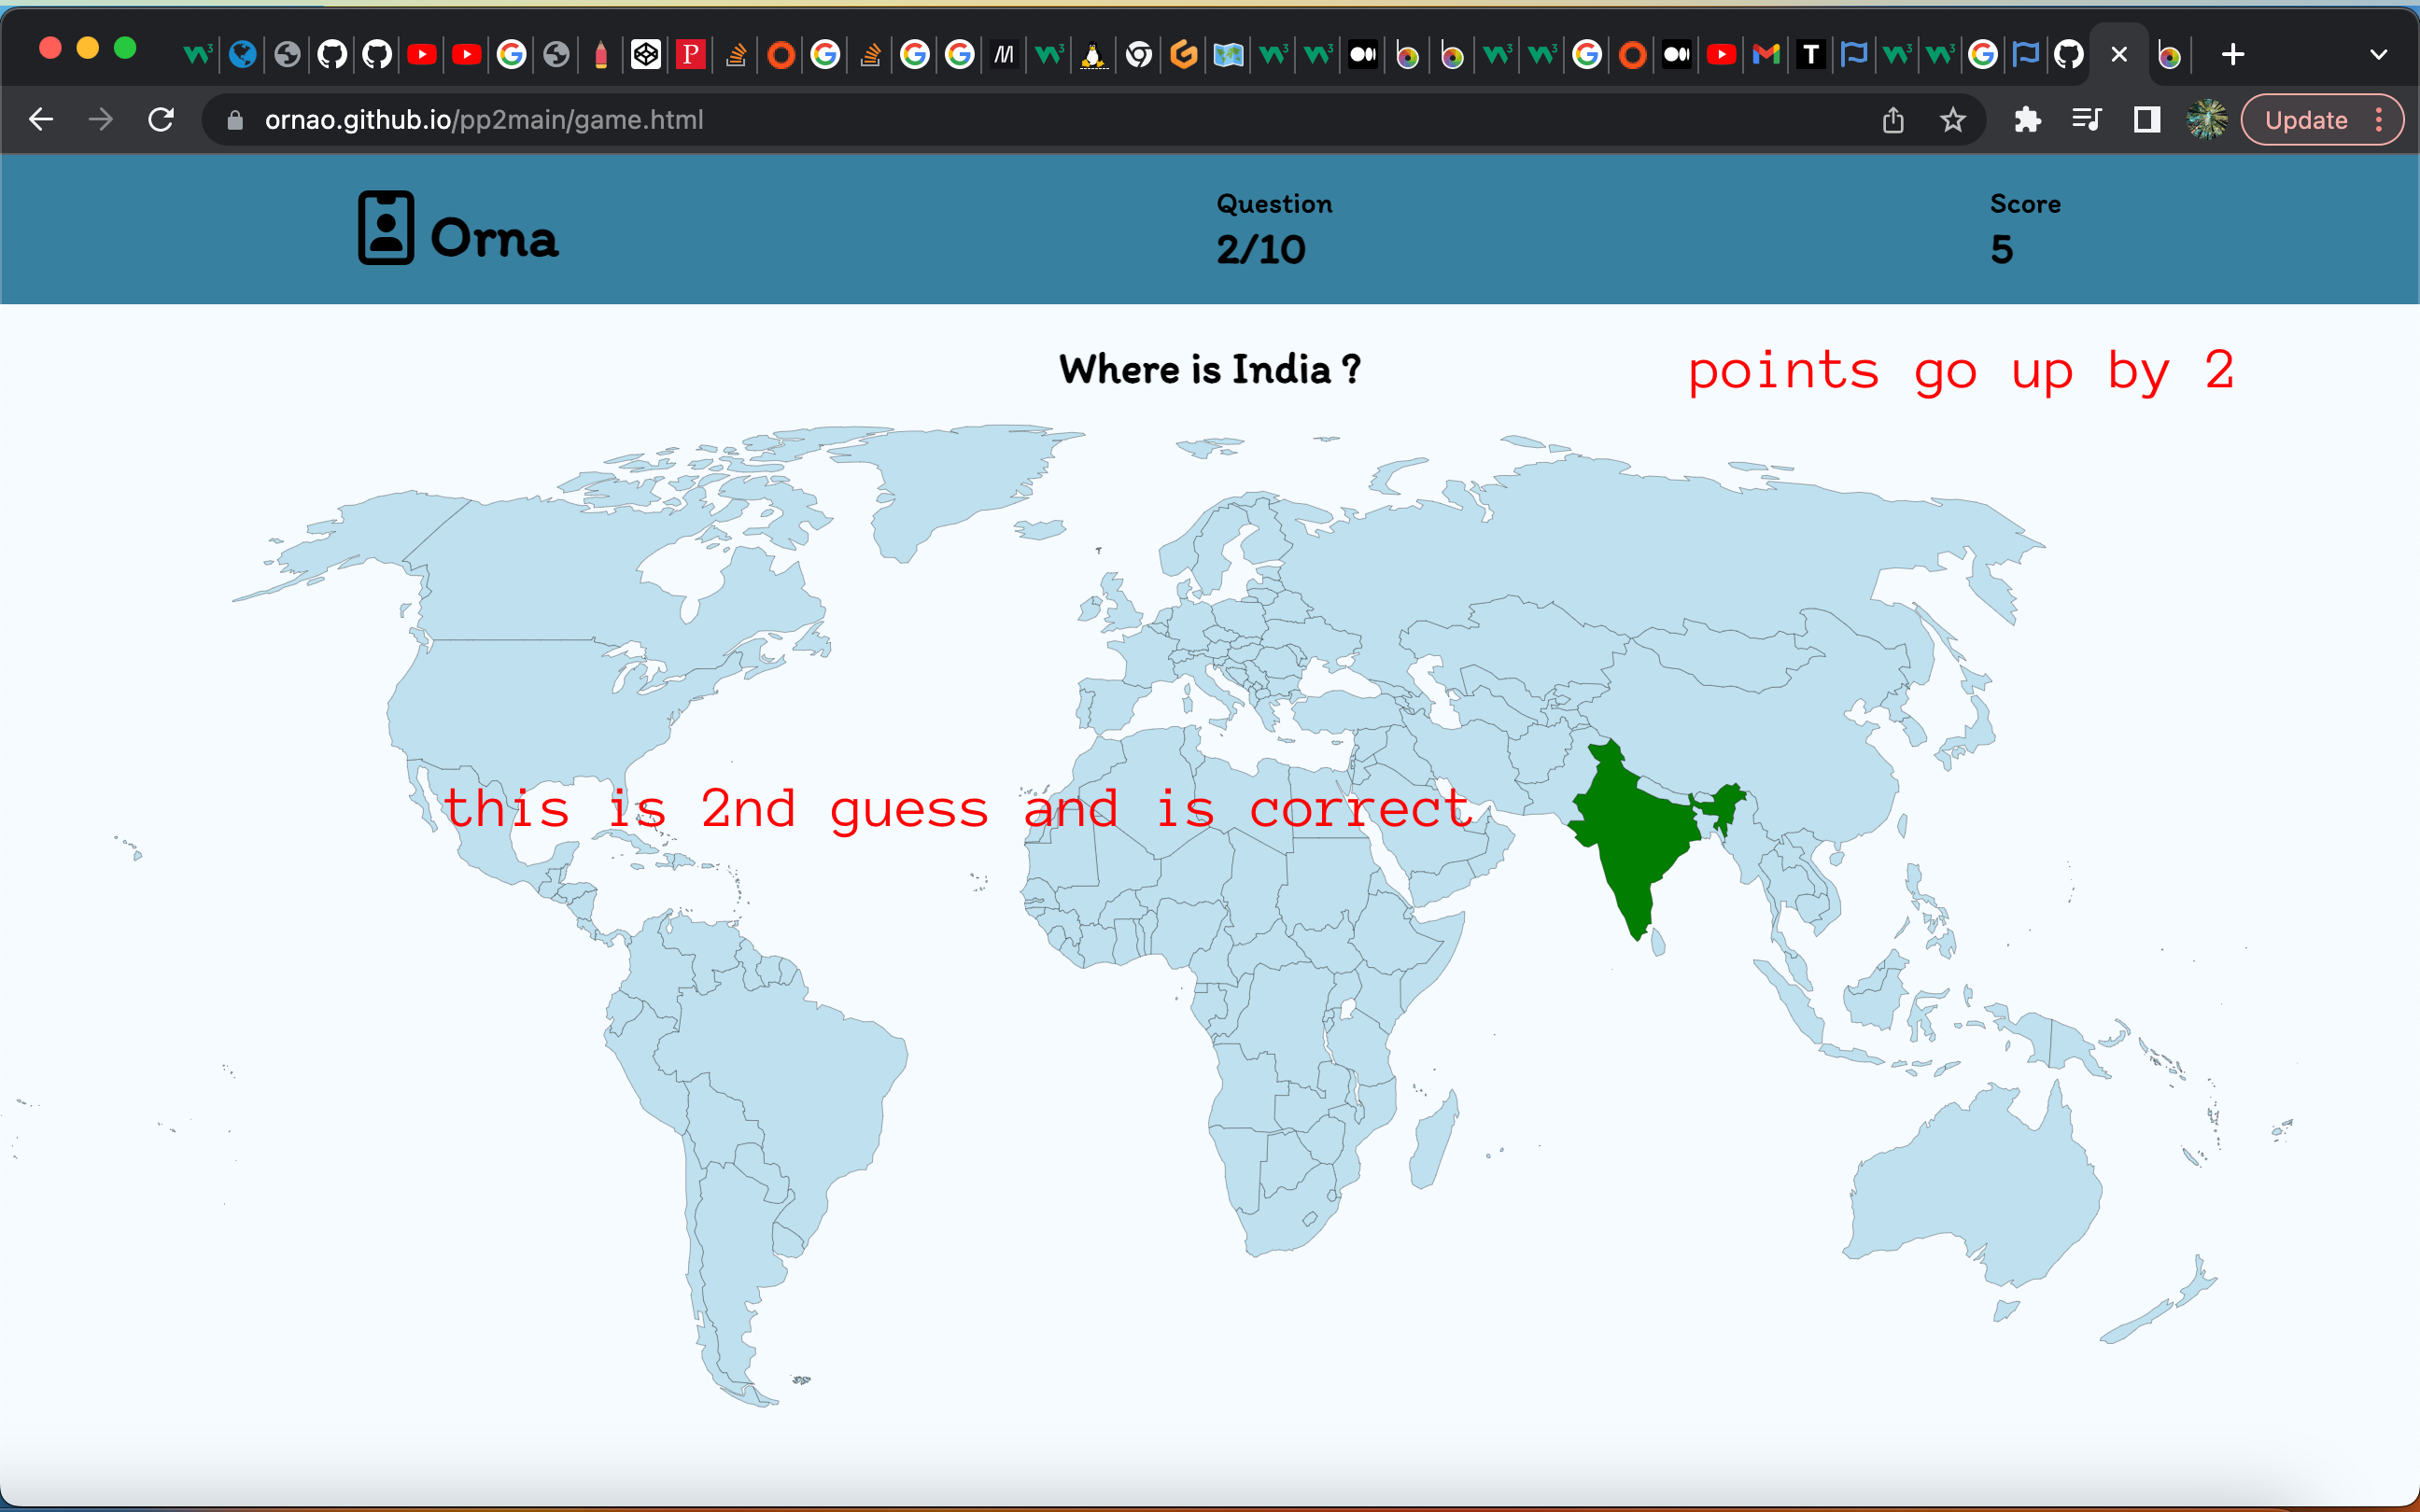 ornao.github.io/pp2main/game.html
Update
Orna
Question
2/10
Score
5
Where is India ?
points go up by 2
this is 2nd guess and is correct